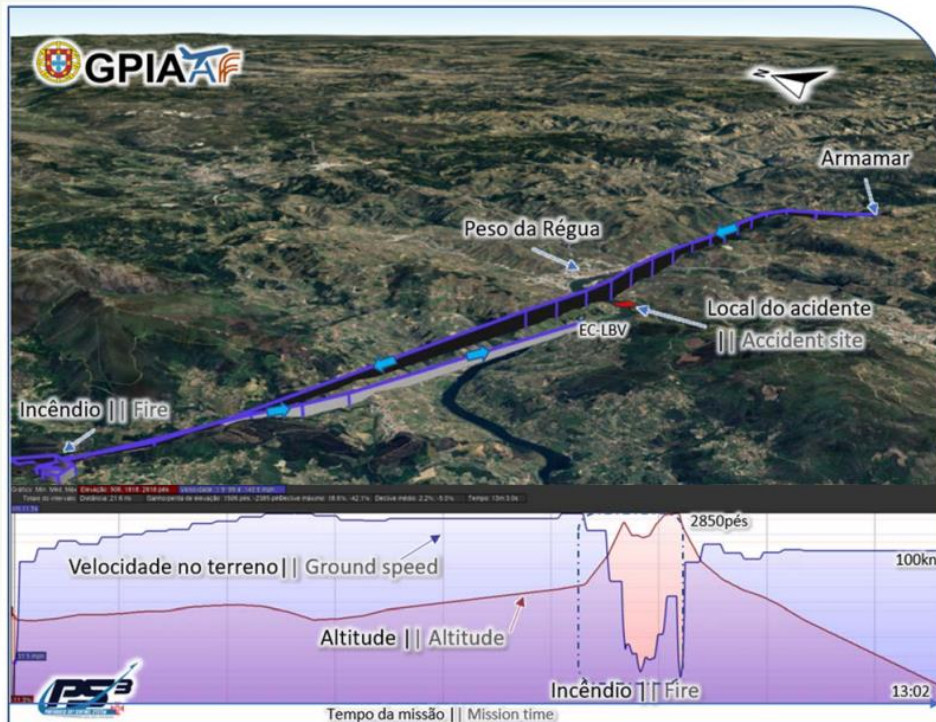 GPIAAF
N
Armamar
Peso da Régua
Local do acidente
|| Accident site
EC-LBV
Incêndio || Fire
2850pés
Velocidade no terreno || Ground speed
100kn
Altitude || Altitude
Incêndio || Fire
13:02
PS3
Tempo da missão || Mission time